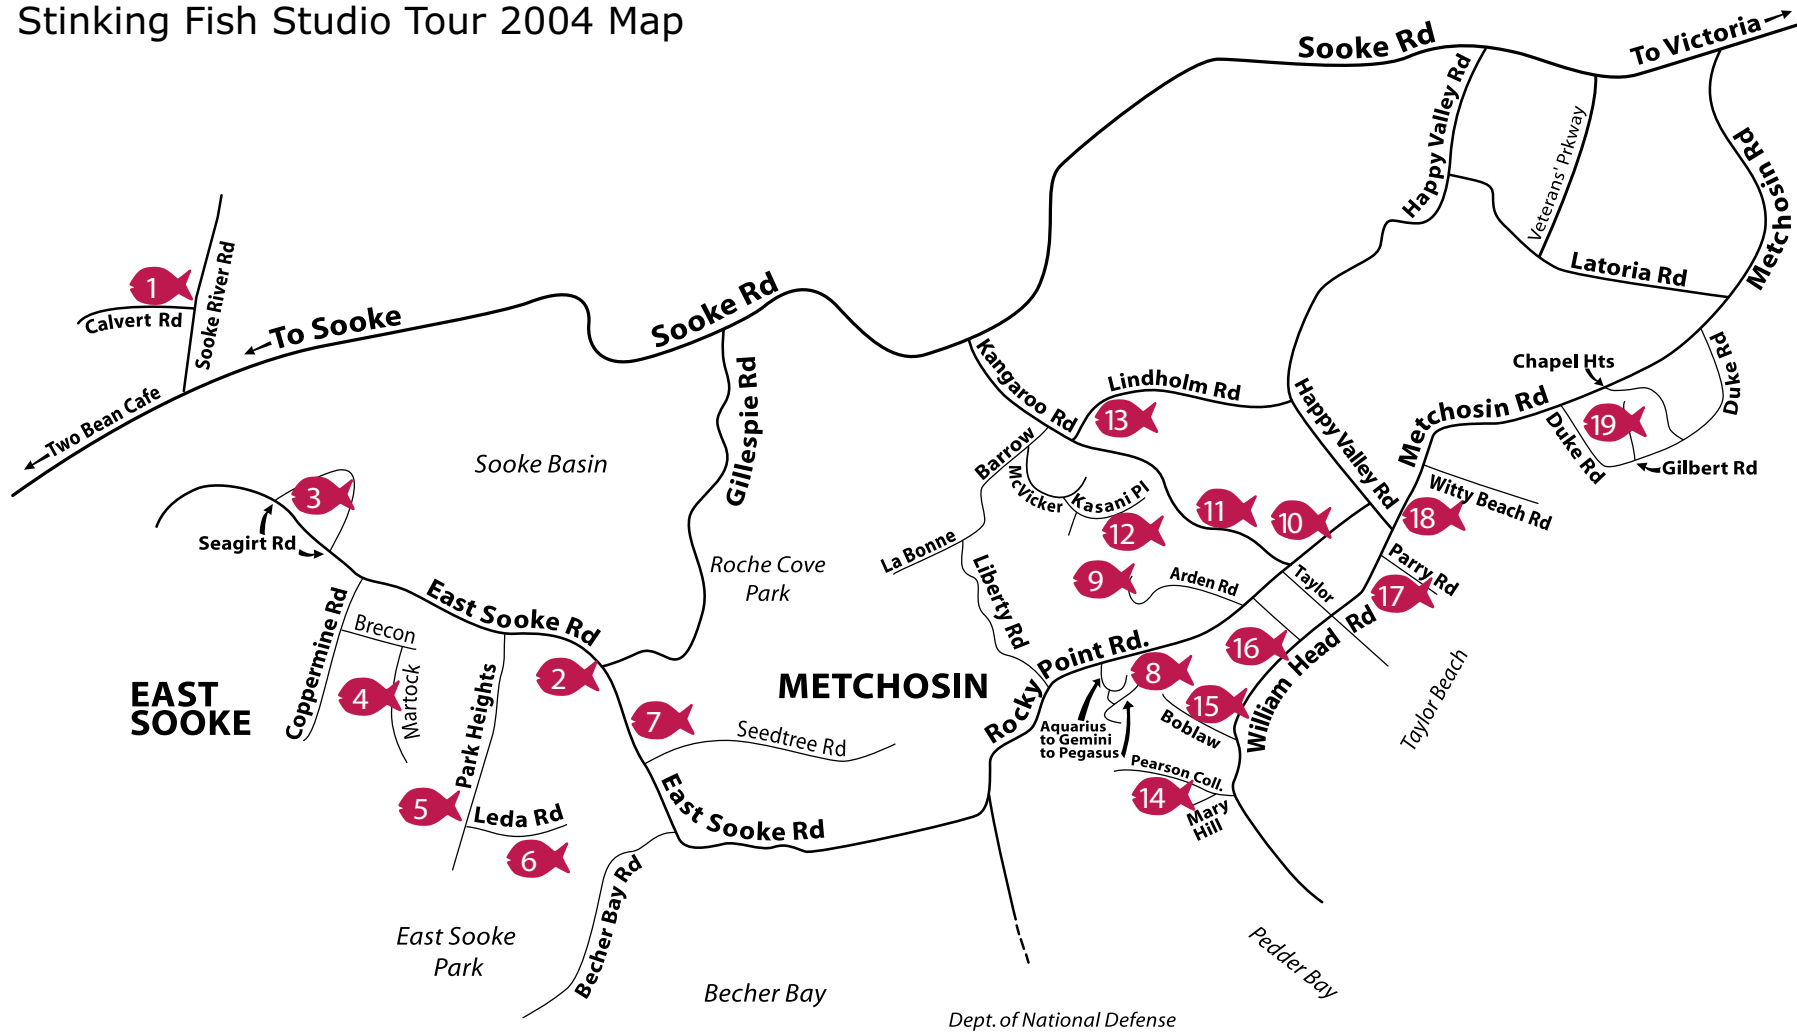 Stinking Fish Studio Tour 2004 Map
Sooke Rd
To Victoria
Happy Valley Rd
Veterans' Prkway
Metchosin Rd
Latoria Rd
1
Calvert Rd
Sooke River Rd
To Sooke
Two Bean Cafe
Sooke Rd
Gillespie Rd
Sooke Basin
Kangaroo Rd
Lindholm Rd
13
Happy Valley Rd
Metchosin Rd
Chapel Hts
Duke Rd
19
Duke Rd
Gilbert Rd
Witty Beach Rd
18
3
Seagirt Rd
Barrow
McVicker
Kasani Pl
12
11
10
La Bonne
Liberty Rd
9
Arden Rd
Taylor
Parry Rd
17
Roche Cove
Park
East Sooke Rd
Coppermine Rd
Brecon
Martock
4
EAST
SOOKE
Park Heights
2
7
Seedtree Rd
METCHOSIN
Rocky Point Rd.
8
16
15
William Head Rd
Taylor Beach
Aquarius
to Gemini
to Pegasus
Boblaw
Pearson Coll.
14
Mary
Hill
5
Leda Rd
6
East Sooke Rd
Becher Bay Rd
East Sooke
Park
Becher Bay
Pedder Bay
Dept. of National Defense